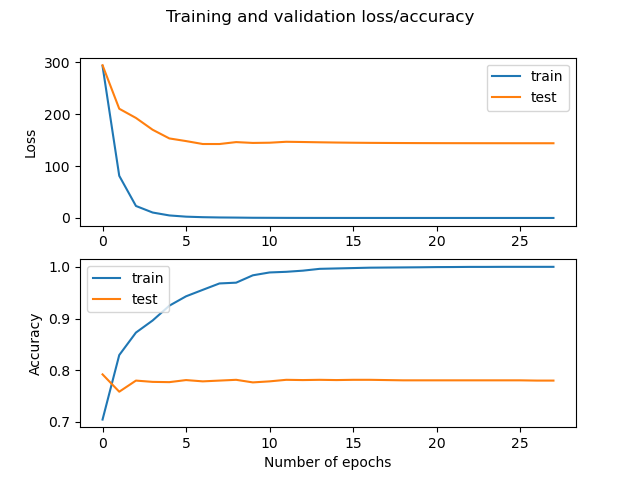 Training and validation loss/accuracy
300
200
100
0
Loss
train
test
0 5 10 15 20 25
1.0
0.9
0.8
0.7
Accuracy
train
test
0 5 10 15 20 25
Number of epochs